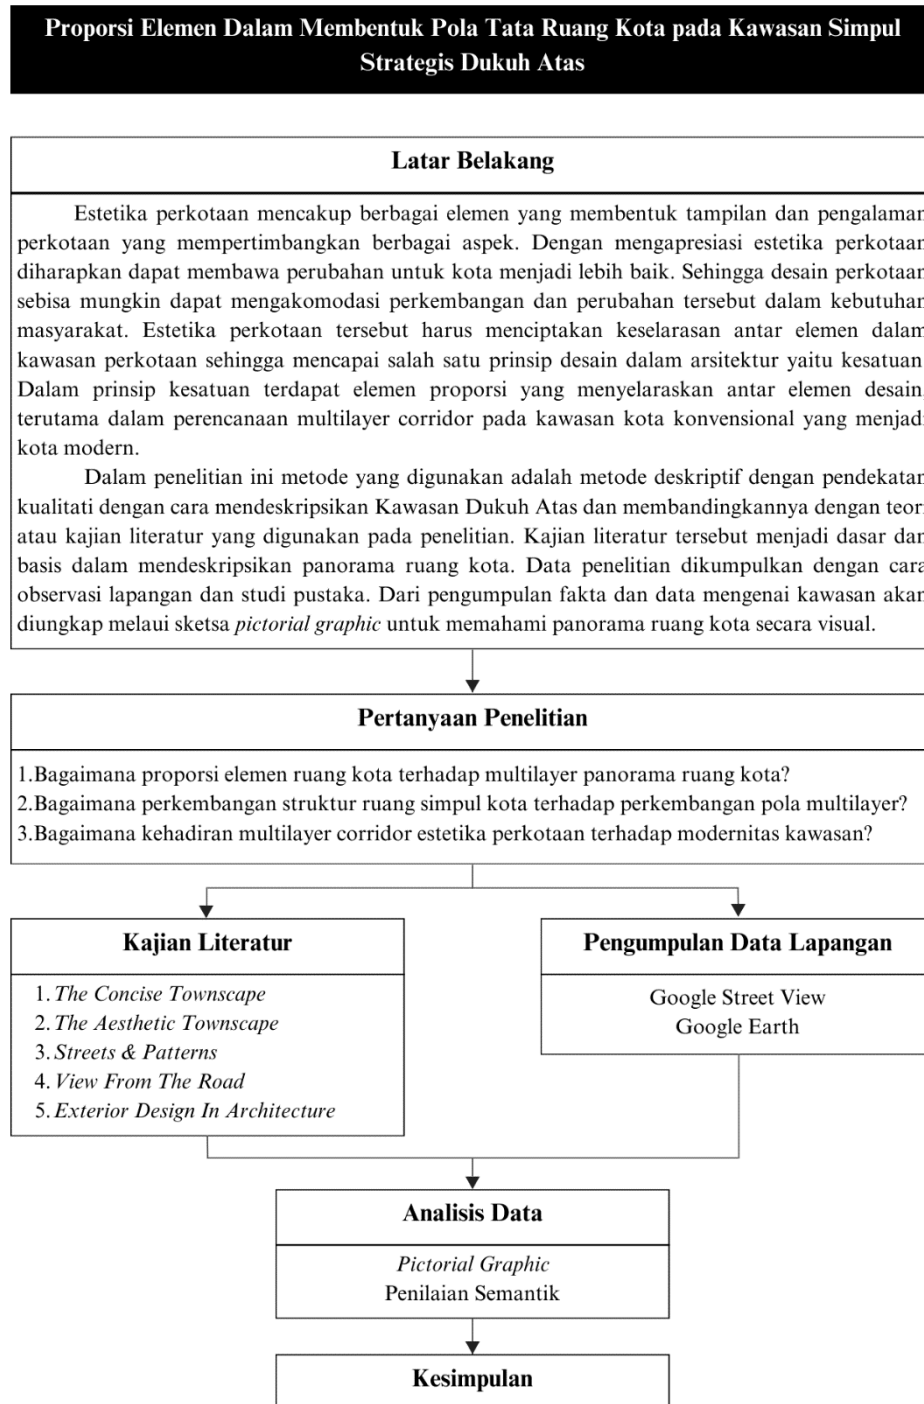 Proporsi Elemen Dalam Membentuk Pola Tata Ruang Kota pada Kawasan Simpul
Strategis Dukuh Atas
Latar Belakang
Estetika perkotaan mencakup berbagai elemen yang membentuk tampilan dan pengalaman
perkotaan yang mempertimbangkan berbagai aspek. Dengan mengapresiasi estetika perkotaan
diharapkan dapat membawa perubahan untuk kota menjadi lebih baik. Sehingga desain perkotaan
sebisa mungkin dapat mengakomodasi perkembangan dan perubahan tersebut dalam kebutuhan
masyarakat. Estetika perkotaan tersebut harus menciptakan keselarasan antar elemen dalam
kawasan perkotaan sehingga mencapai salah satu prinsip desain dalam arsitektur yaitu kesatuan.
Dalam prinsip kesatuan terdapat elemen proporsi yang menyelaraskan antar elemen desain,
terutama dalam perencanaan multilayer corridor pada kawasan kota konvensional yang menjadi
kota modern.
Dalam penelitian ini metode yang digunakan adalah metode deskriptif dengan pendekatan
kualitati dengan cara mendeskripsikan Kawasan Dukuh Atas dan membandingkannya dengan teori
atau kajian literatur yang digunakan pada penelitian. Kajian literatur tersebut menjadi dasar dan
basis dalam mendeskripsikan panorama ruang kota. Data penelitian dikumpulkan dengan cara
observasi lapangan dan studi pustaka. Dari pengumpulan fakta dan data mengenai kawasan akan
diungkap melaui sketsa pictorial graphic untuk memahami panorama ruang kota secara visual.
Pertanyaan Penelitian
1.Bagaimana proporsi elemen ruang kota terhadap multilayer panorama ruang kota?
2.Bagaimana perkembangan struktur ruang simpul kota terhadap perkembangan pola multilayer?
3.Bagaimana kehadiran multilayer corridor estetika perkotaan terhadap modernitas kawasan?
Kajian Literatur
1. The Concise Townscape
2. The Aesthetic Townscape
3. Streets & Patterns
4. View From The Road
5. Exterior Design In Architecture
Pengumpulan Data Lapangan
Google Street View
Google Earth
Analisis Data
Pictorial Graphic
Penilaian Semantik
Kesimpulan